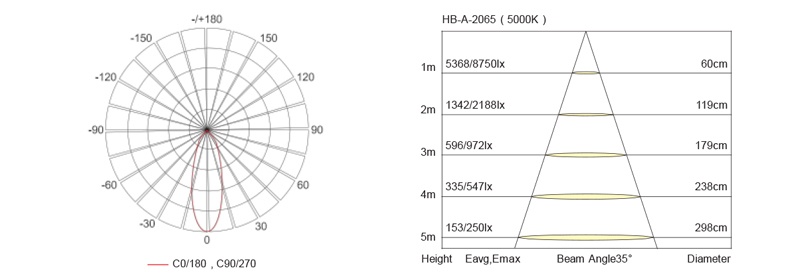 -/+180
-150 150
-120 120
-90 90
-60 60
-30 30
0
C0/180 , C90/270
HB-A-2065 ( 5000K )
1m 5368/8750lx 60cm
2m 1342/2188lx 119cm
3m 596/972lx 179cm
4m 335/547lx 238cm
5m 153/250lx 298cm
Height Eavg,Emax Beam Angle35° Diameter